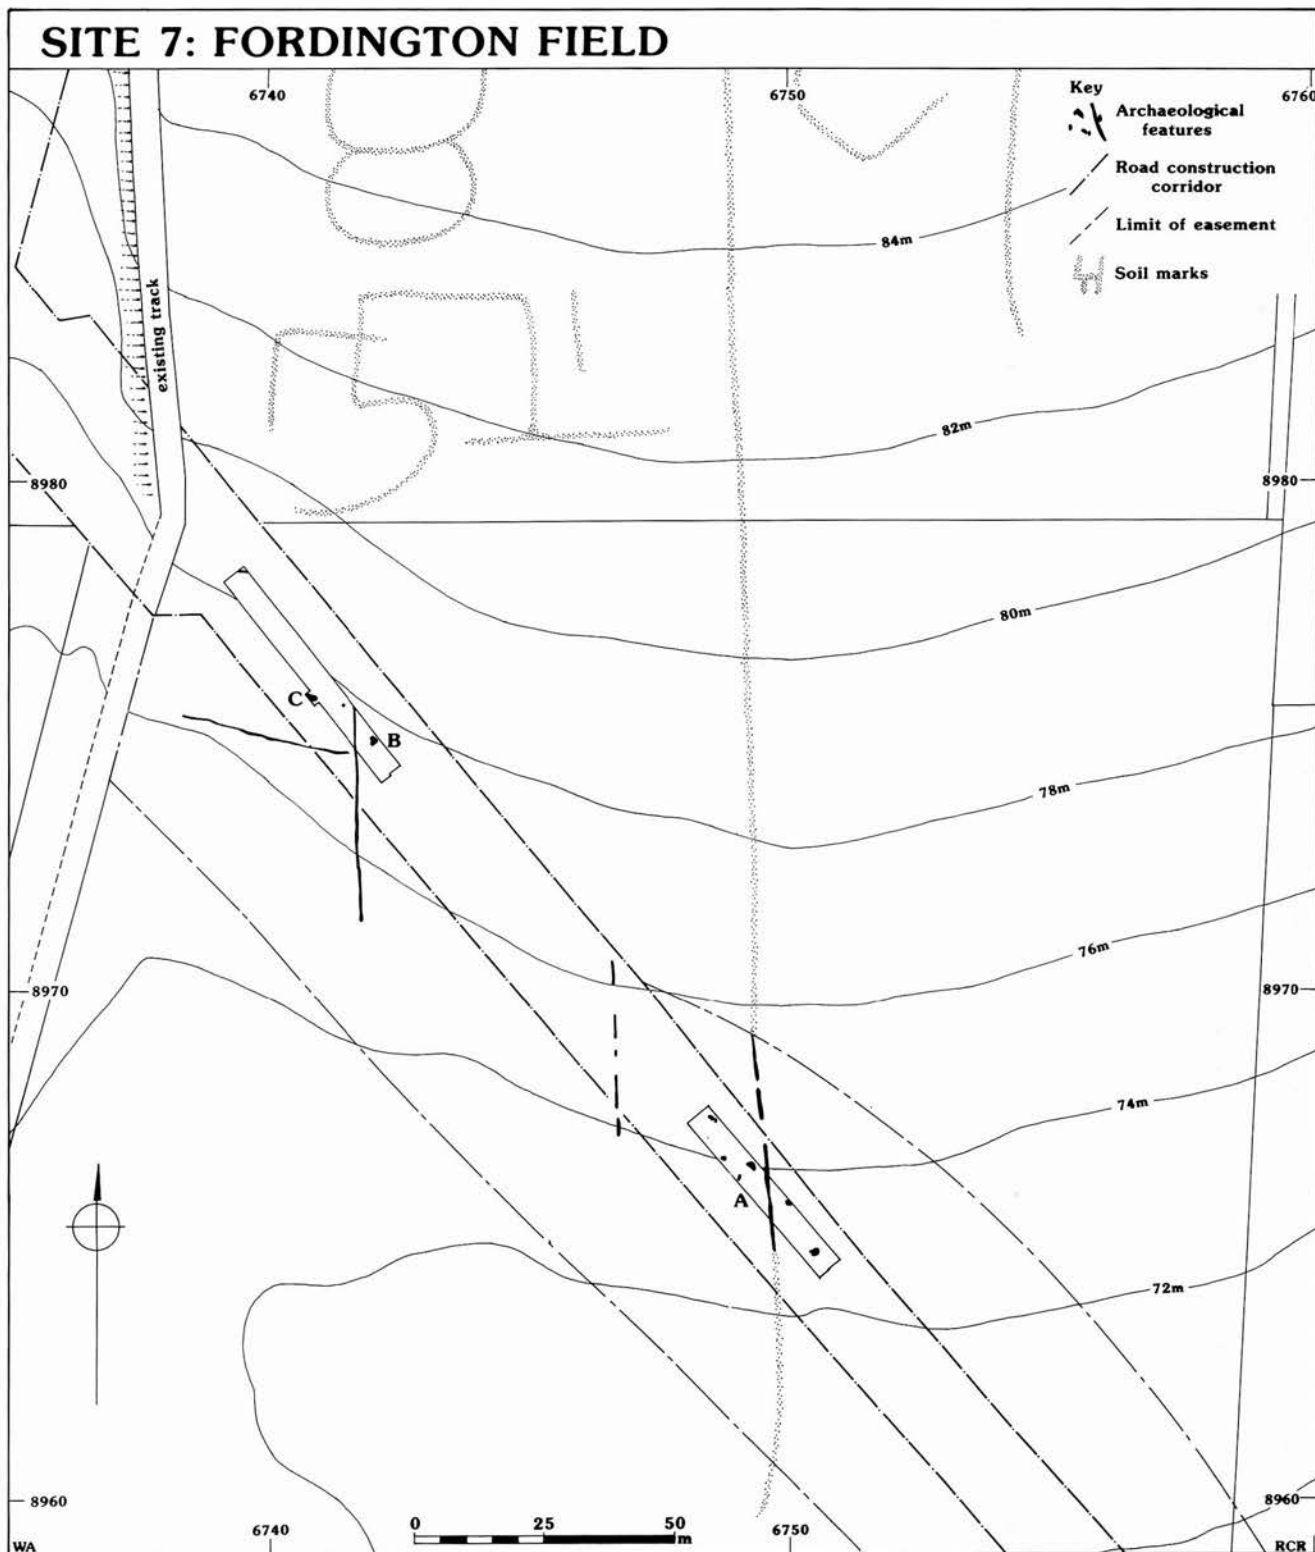 SITE 7: FORDINGTON FIELD
6740
6750
6760
Key
Archaeological
features
Road construction
corridor
Limit of easement
Soil marks
existing track
84m
82m
8980
8980
80m
C
B
78m
76m
8970
8970
74m
A
72m
8960
8960
0 25 50
m
6740
6750
WA
RCR